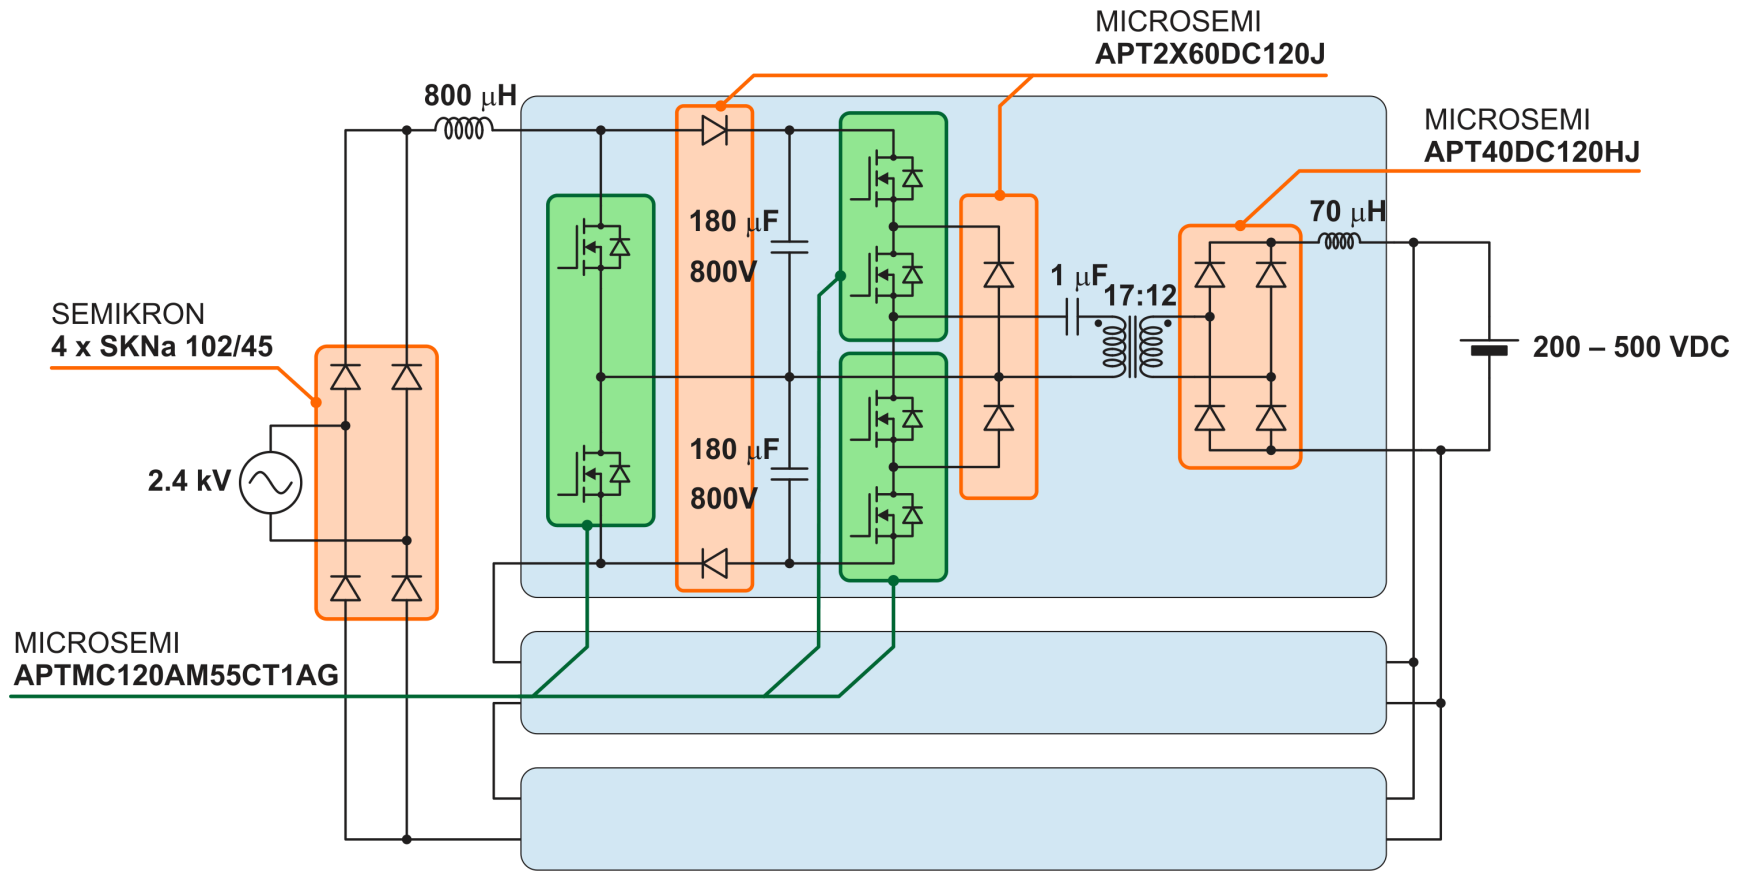 MICROSEMI
APT2X60DC120J
800 μH
MICROSEMI
APT40DC120HJ
180 μF
800V
70 μH
1 μF
17:12
SEMIKRON
4 x SKNa 102/45
200 – 500 VDC
2.4 kV
180 μF
800V
MICROSEMI
APTMC120AM55CT1AG